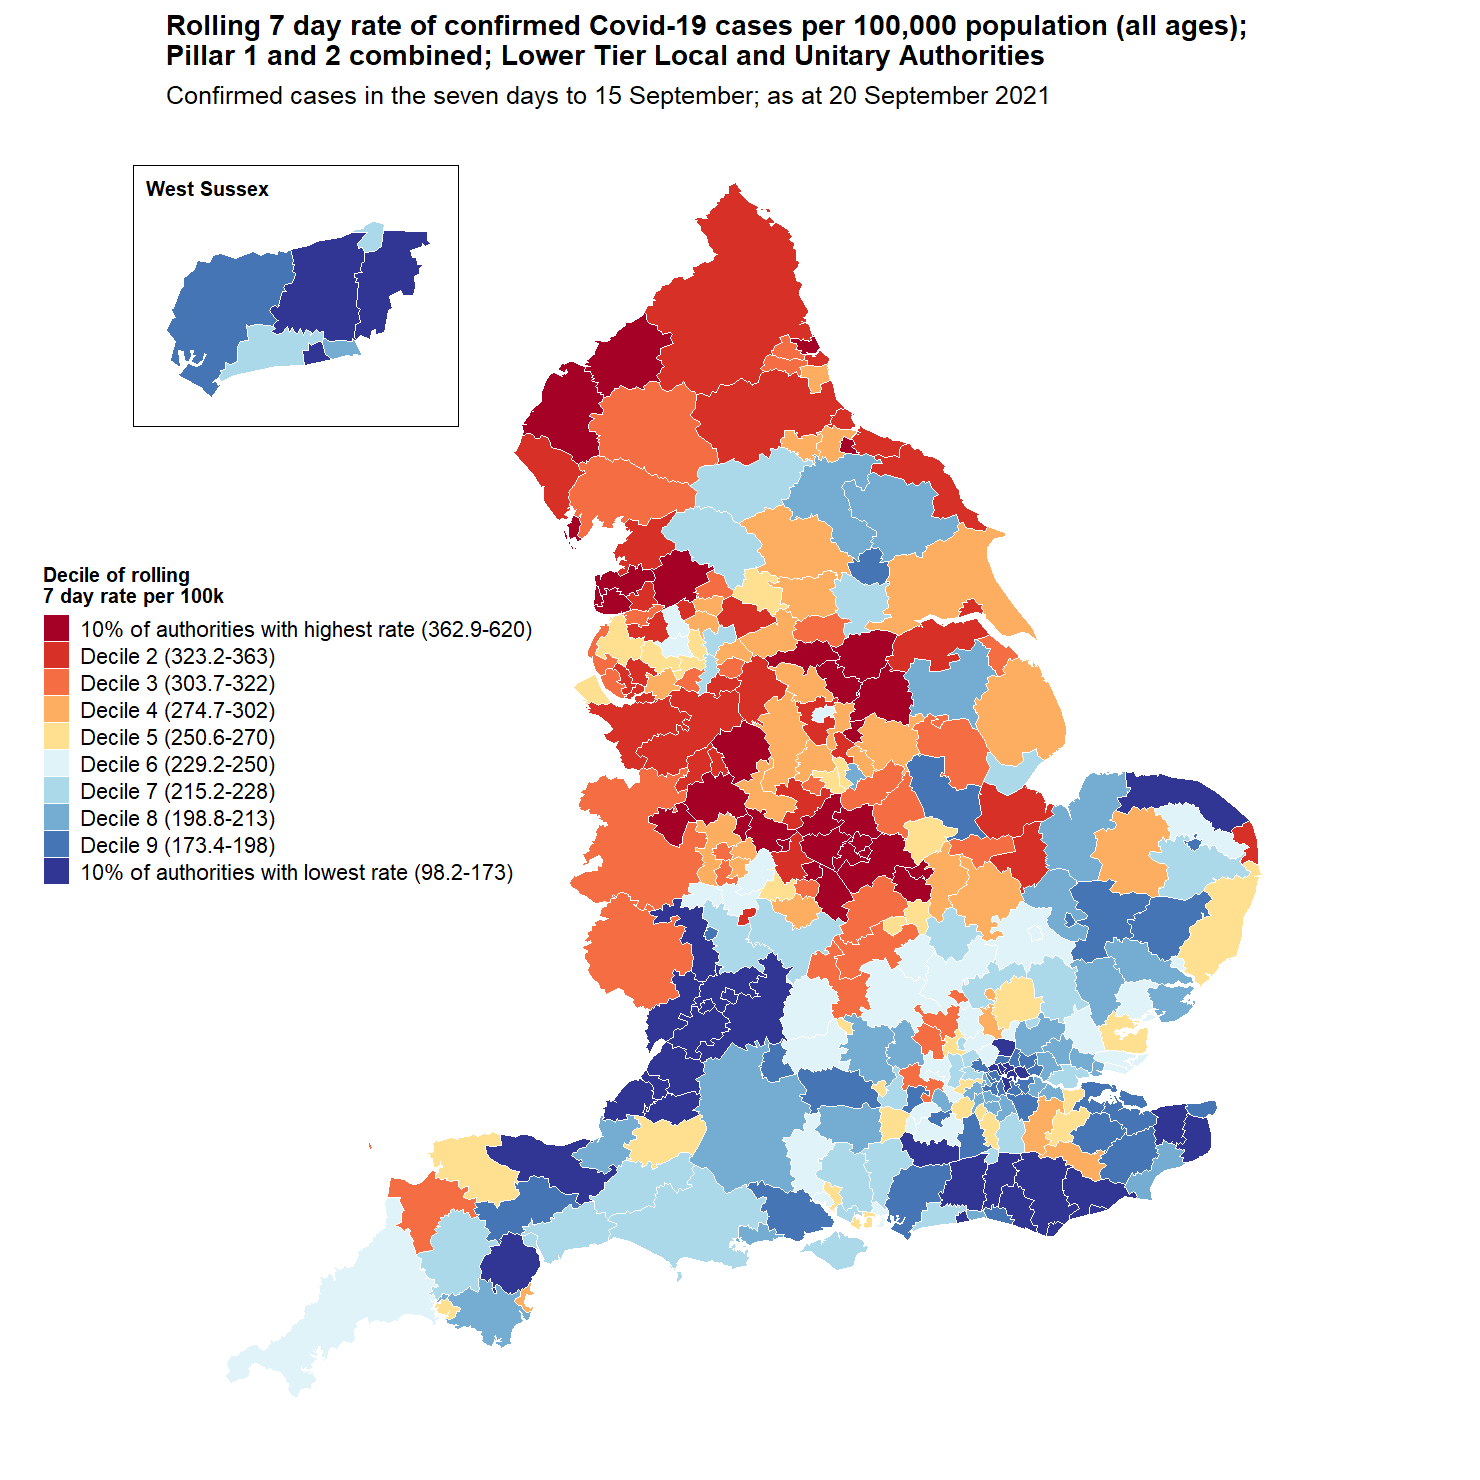 Rolling 7 day rate of confirmed Covid-19 cases per 100,000 population (all ages);
Pillar 1 and 2 combined; Lower Tier Local and Unitary Authorities
Confirmed cases in the seven days to 15 September; as at 20 September 2021
West Sussex
Decile of rolling
7 day rate per 100k
10% of authorities with highest rate (362.9-620)
Decile 2 (323.2-363)
Decile 3 (303.7-322)
Decile 4 (274.7-302)
Decile 5 (250.6-270)
Decile 6 (229.2-250)
Decile 7 (215.2-228)
Decile 8 (198.8-213)
Decile 9 (173.4-198)
10% of authorities with lowest rate (98.2-173)